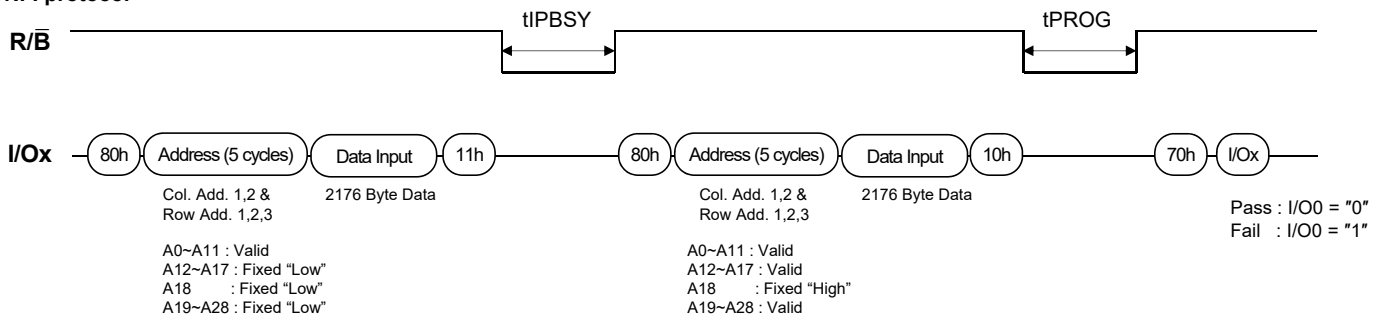 tIPBSY
tPROG
R/B̅
I/Ox
80h
Address (5 cycles)
Data Input
11h
80h
Address (5 cycles)
Data Input
10h
70h
I/Ox
Col. Add. 1,2 &
Row Add. 1,2,3
2176 Byte Data
A0~A11 : Valid
A12~A17 : Fixed “Low”
A18 : Fixed “Low”
A19~A28 : Fixed “Low”
Col. Add. 1,2 &
Row Add. 1,2,3
2176 Byte Data
A0~A11 : Valid
A12~A17 : Valid
A18 : Fixed “High”
A19~A28 : Valid
Pass : I/O0 = ″0″
Fail : I/O0 = ″1″